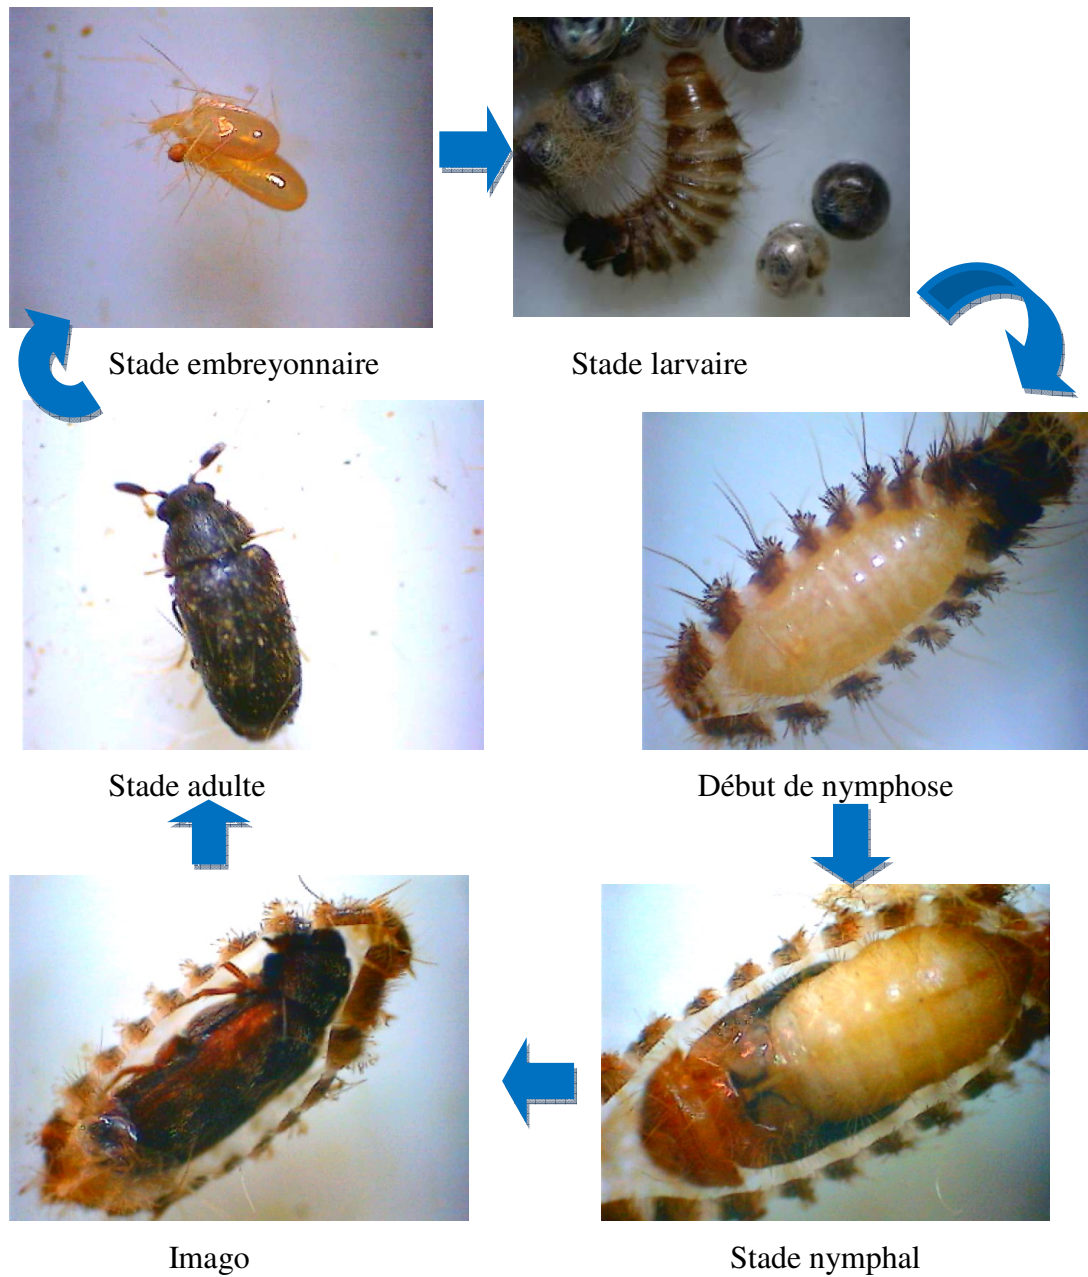 Stade embreyonnaire
Stade larvaire
Stade adulte
Début de nymphose
Imago
Stade nymphal